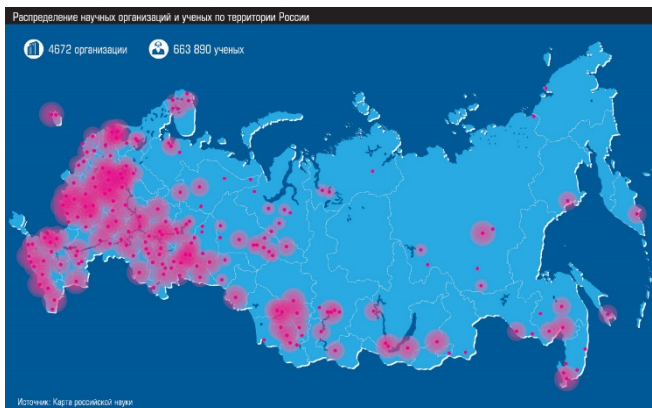 Распределение научных организаций и ученых по территории России
4672 организации
663 890 ученых
Источник: Карта российской науки